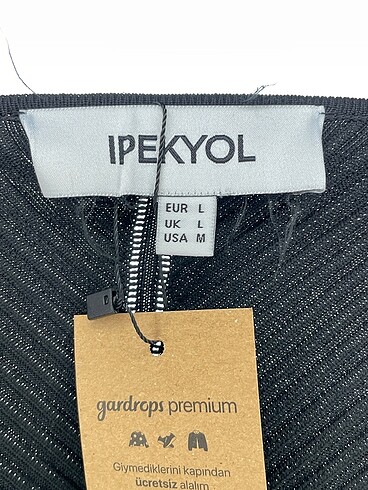 IPEKYOL
EUR L
UK L
USA M
gardrops premium
Giymediklerini kapından
ücretsiz alalım